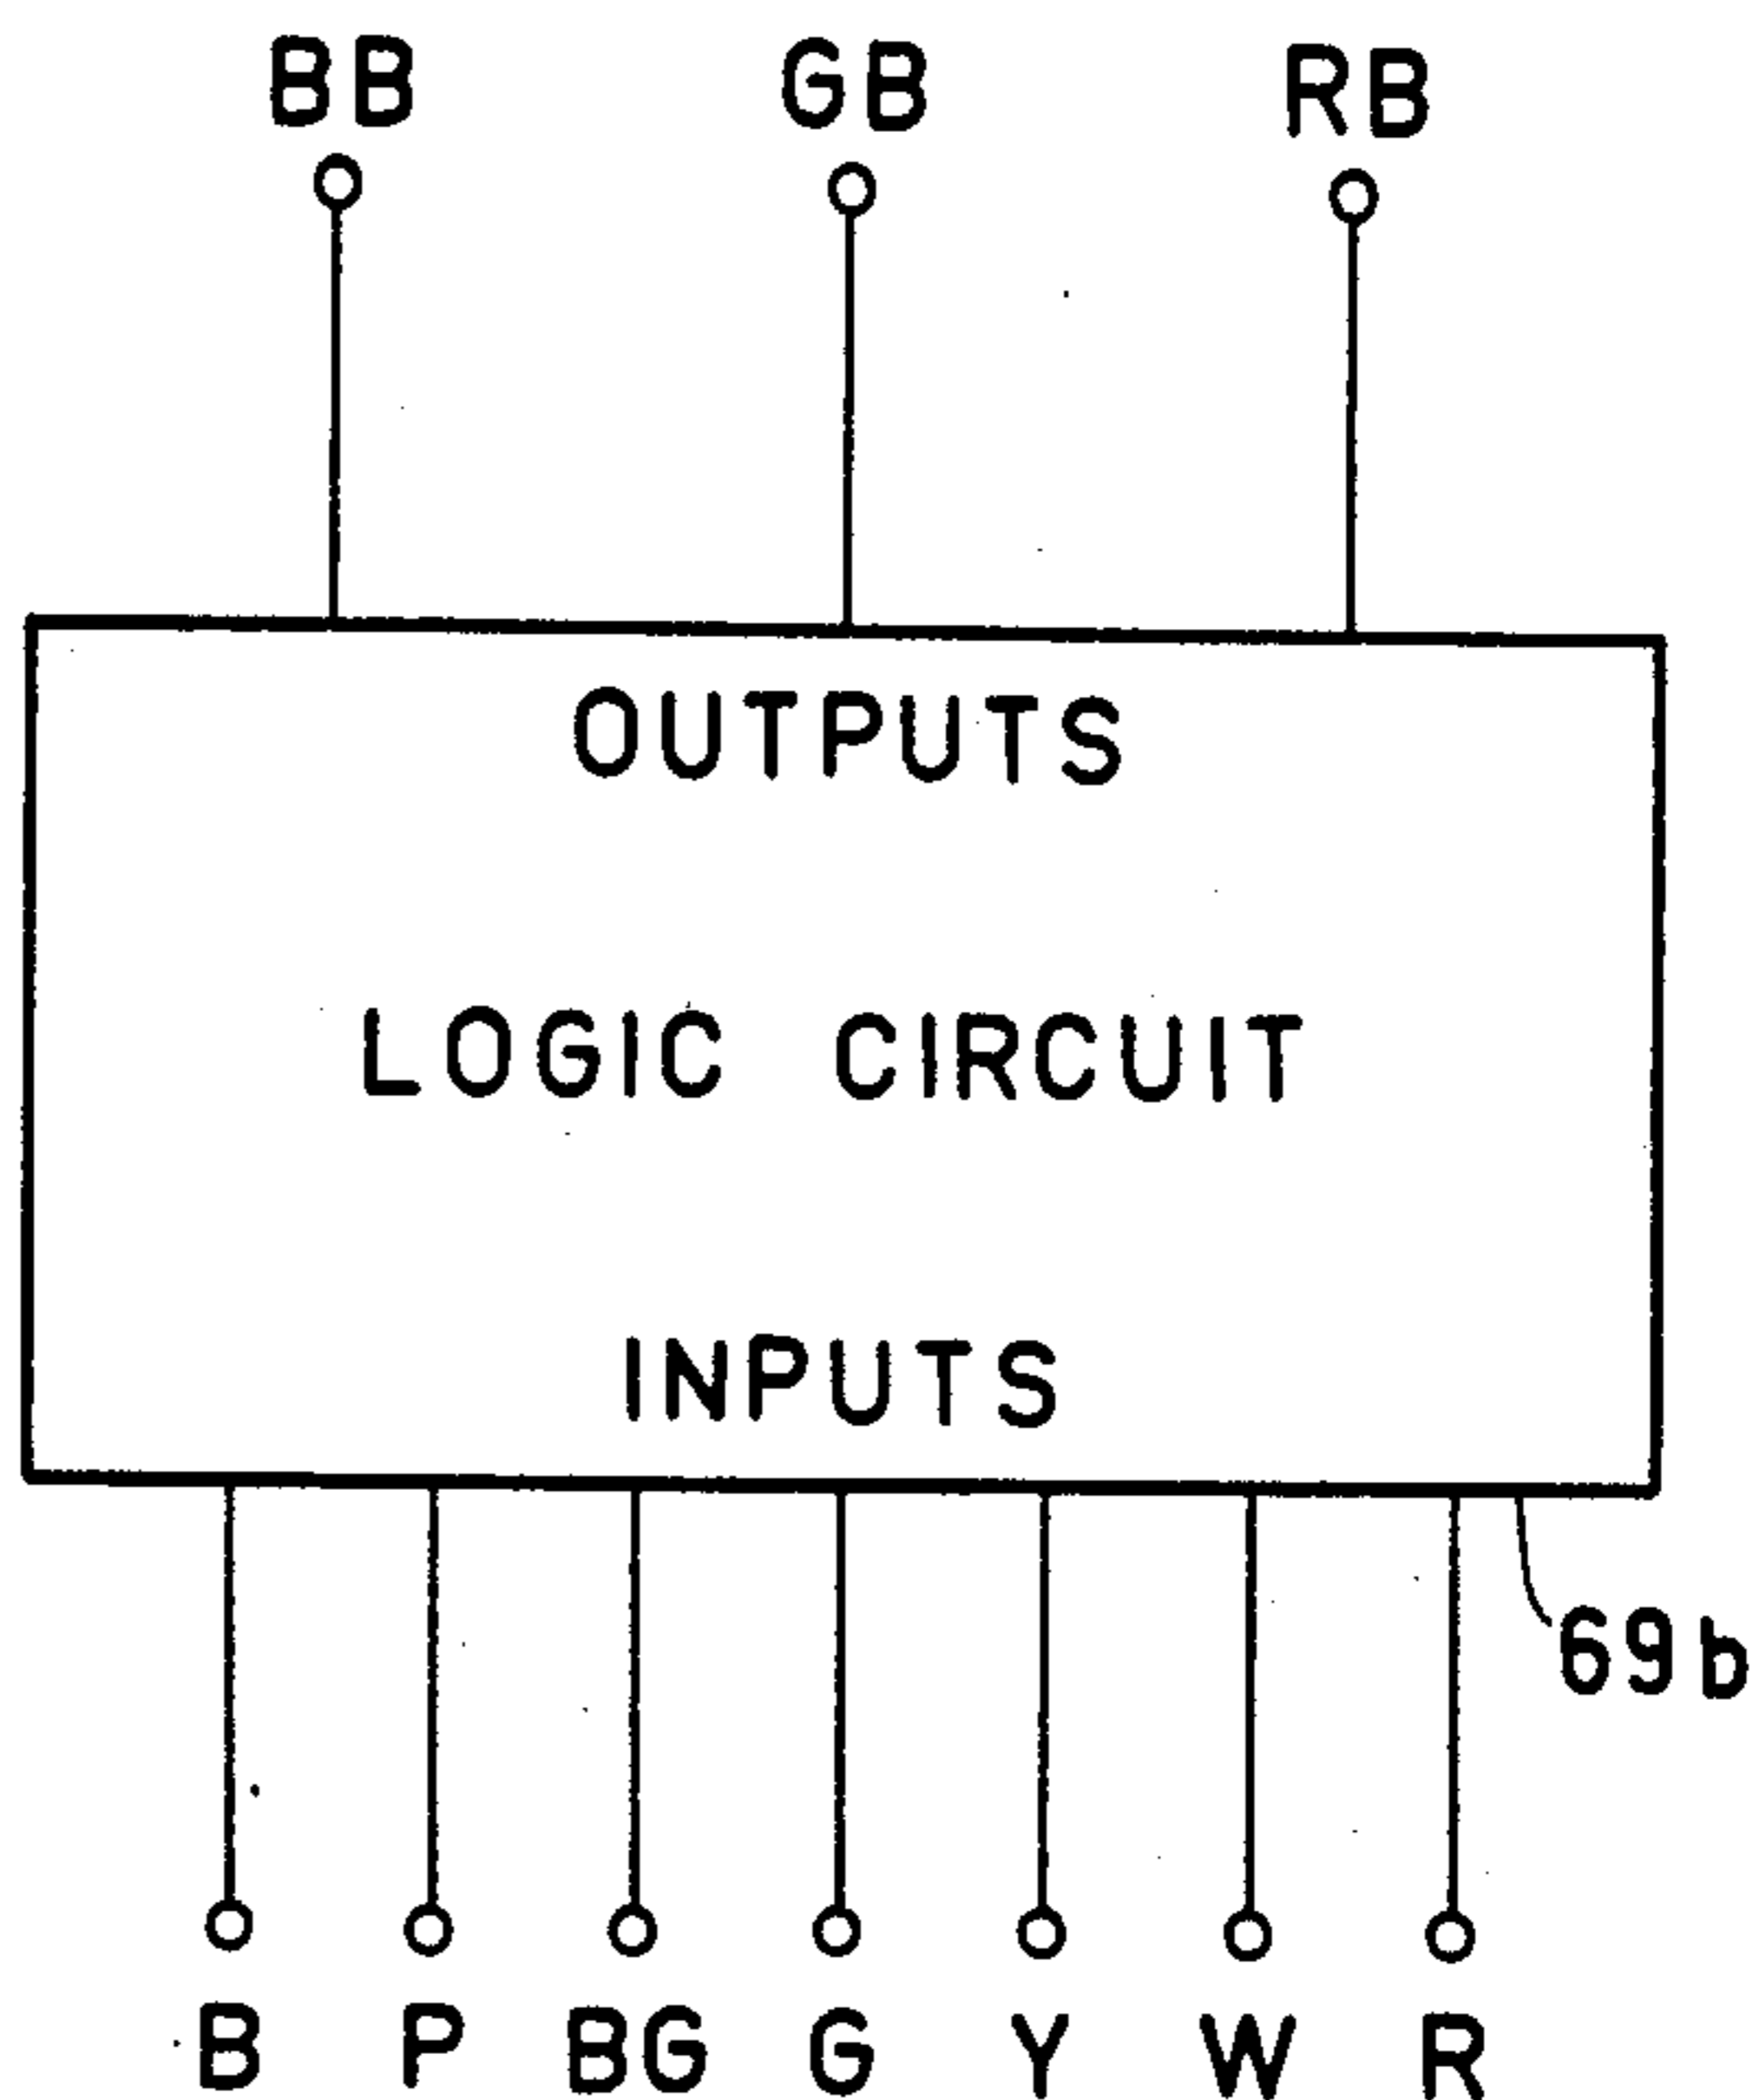 BB GB RB
OUTPUTS
LOGIC CIRCUIT
INPUTS
69b
B P BG G Y W R